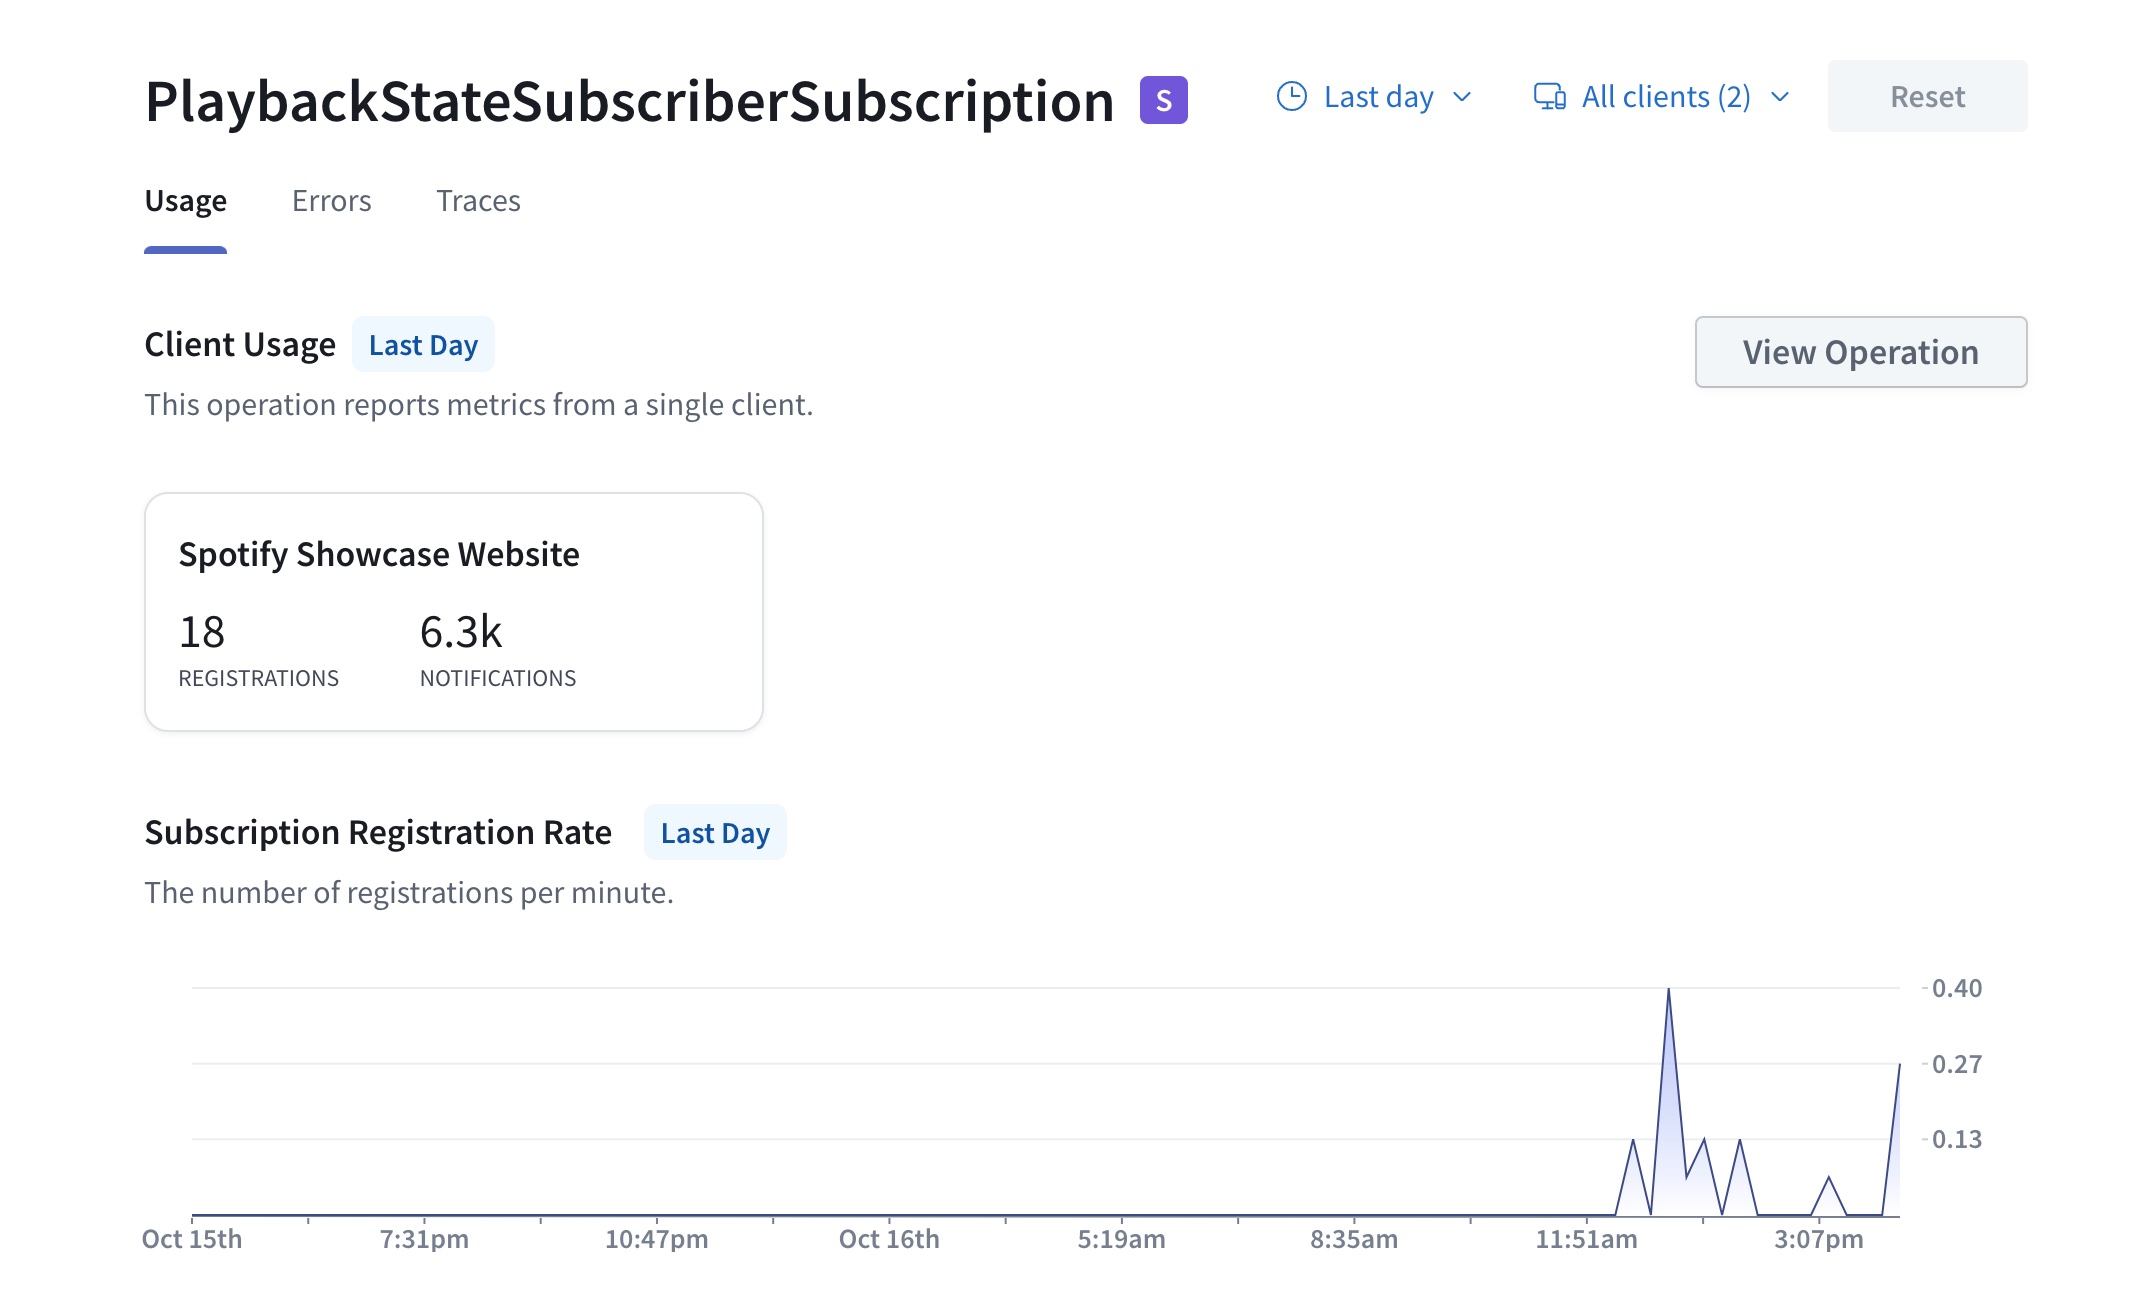 PlaybackStateSubscriberSubscription S Last day All clients (2) Reset
Usage Errors Traces
Client Usage Last Day View Operation
This operation reports metrics from a single client.
Spotify Showcase Website
18 6.3k
REGISTRATIONS NOTIFICATIONS
Subscription Registration Rate Last Day
The number of registrations per minute.
0.40
0.27
0.13
Oct 15th 7:31pm 10:47pm Oct 16th 5:19am 8:35am 11:51am 3:07pm